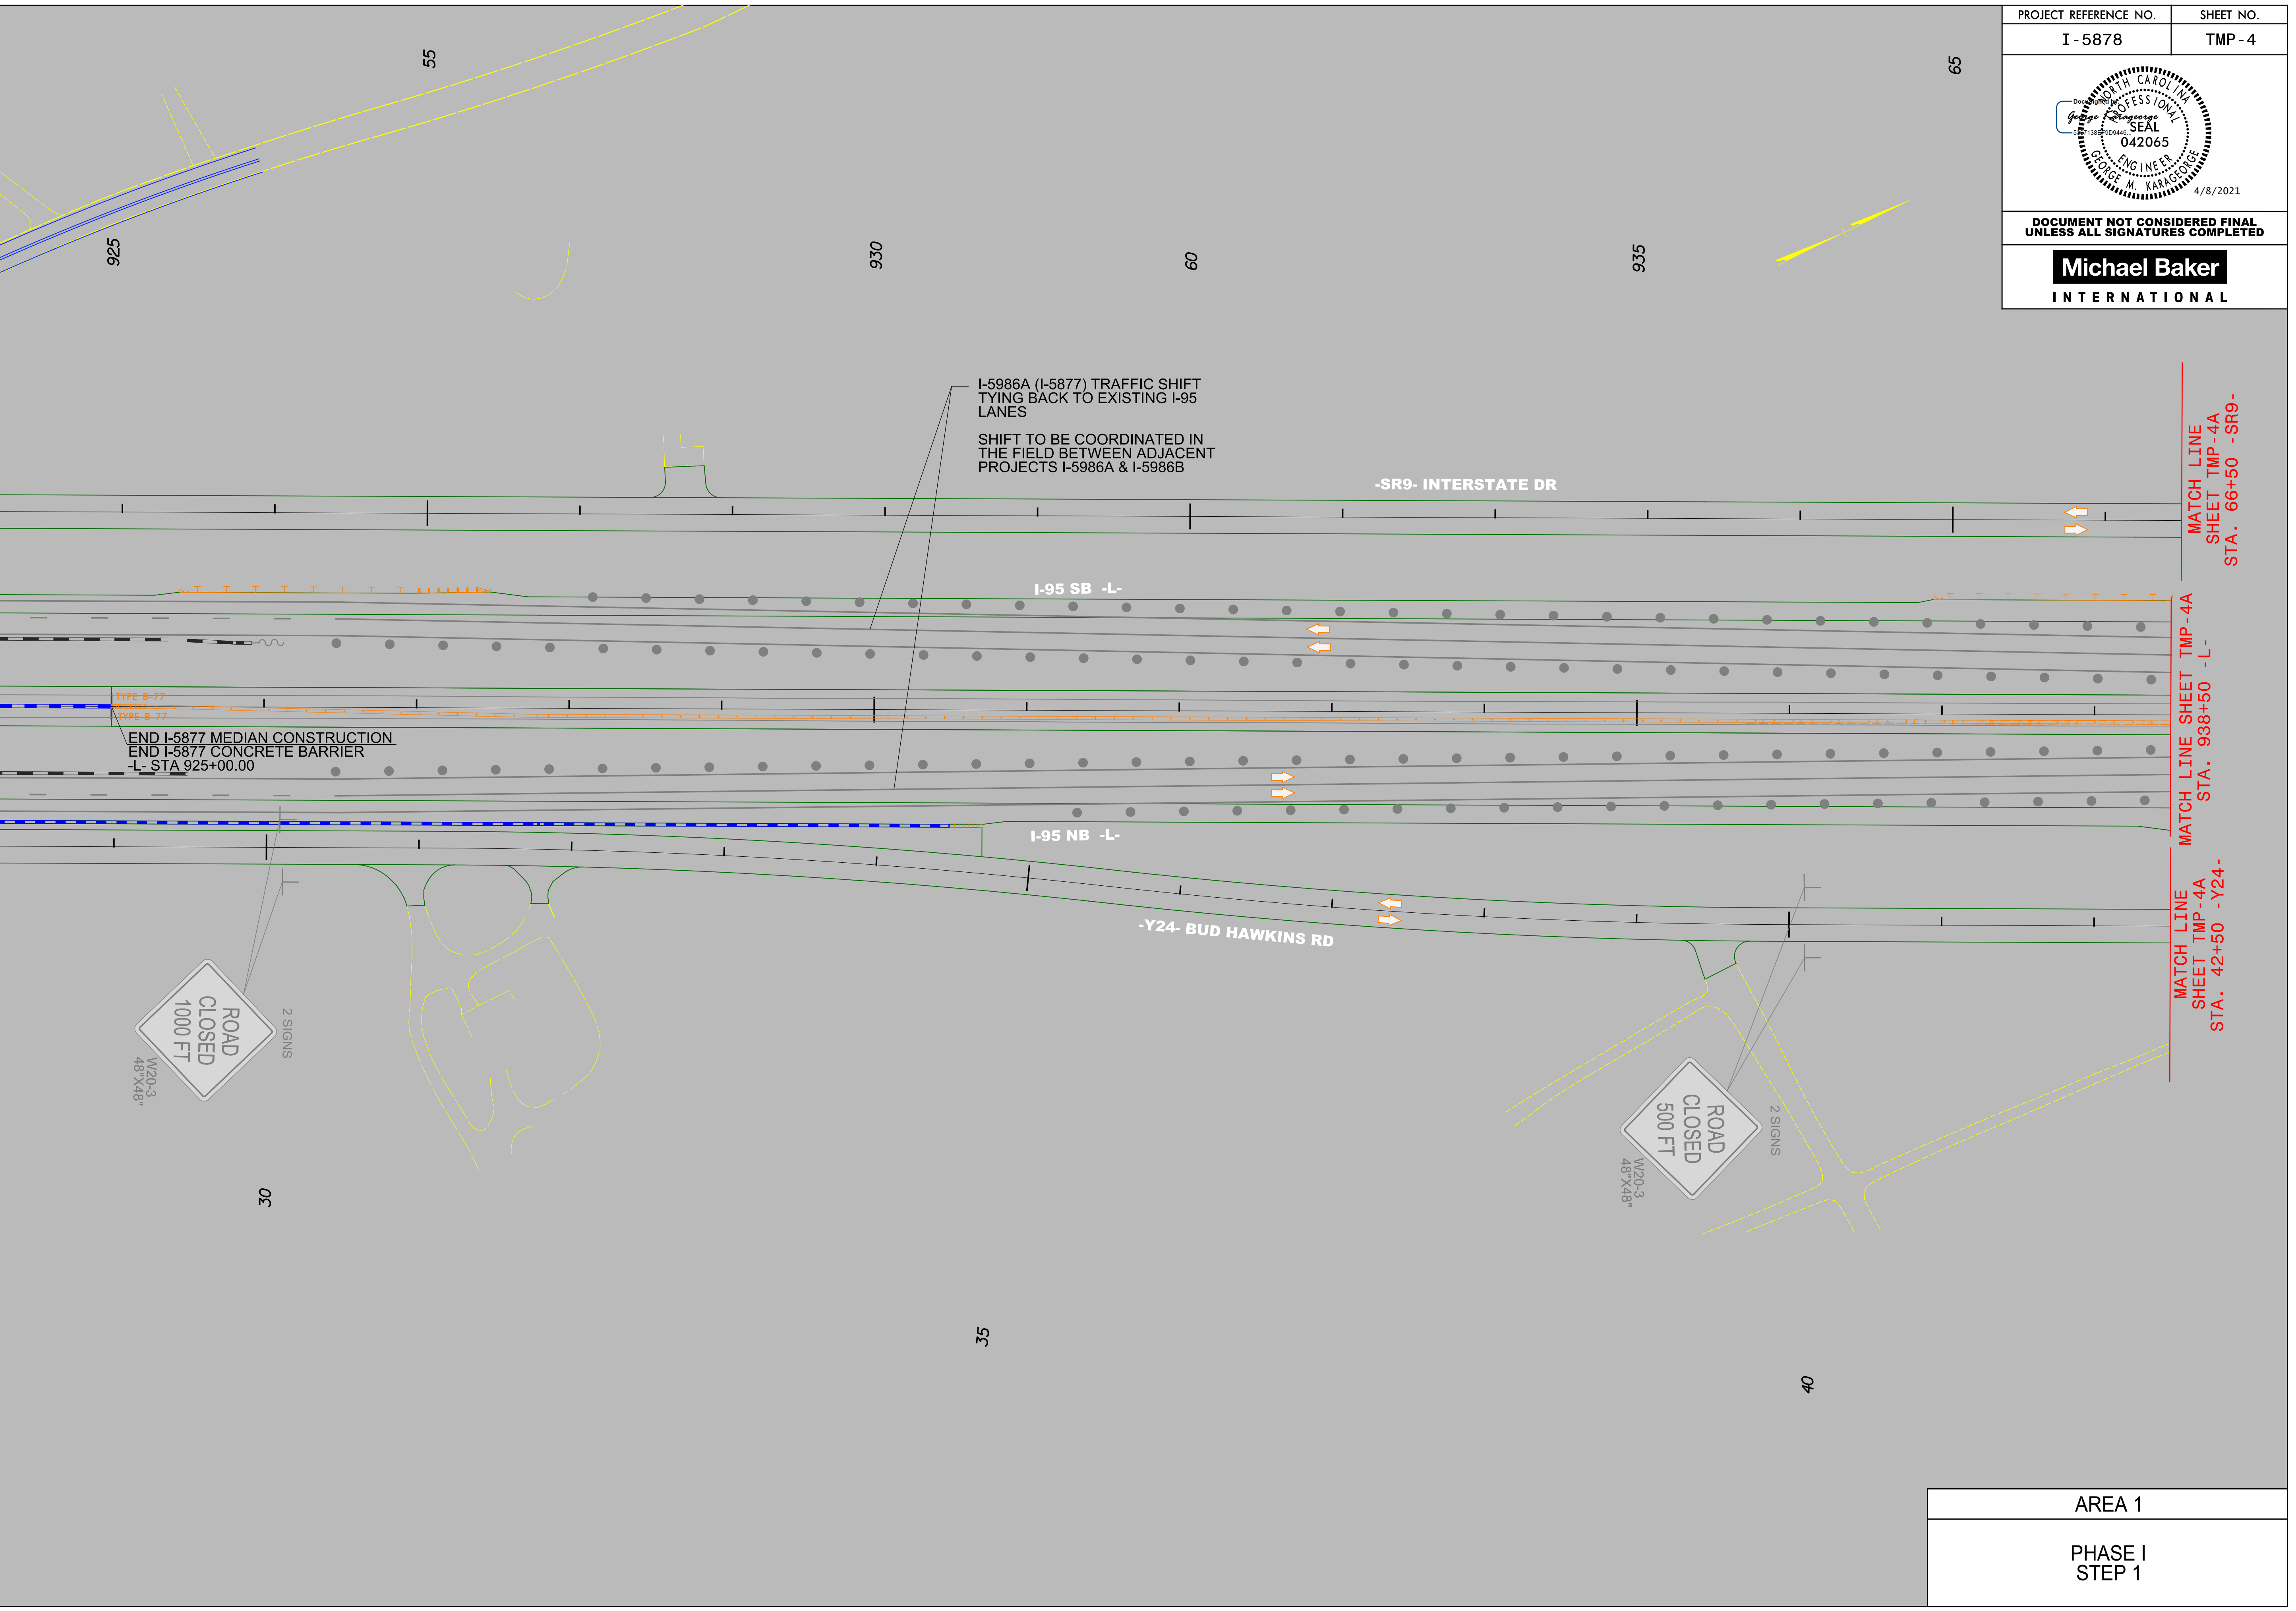 PROJECT REFERENCE NO.
SHEET NO.
I-5878
TMP-4
NORTH CAROLINA
PROFESSIONAL
SEAL
042065
ENGINEER
GEORGE M. KARAGEORGE
George Karageorge
4/8/2021
DOCUMENT NOT CONSIDERED FINAL
UNLESS ALL SIGNATURES COMPLETED
Michael Baker
INTERNATIONAL
55
65
925
930
60
935
I-5986A (I-5877) TRAFFIC SHIFT
TYING BACK TO EXISTING I-95
LANES
SHIFT TO BE COORDINATED IN
THE FIELD BETWEEN ADJACENT
PROJECTS I-5986A & I-5986B
-SR9- INTERSTATE DR
MATCH LINE
SHEET TMP-4A
STA. 66+50 -SR9-
I-95 SB -L-
TYPE B-77
TYPE B-77
END I-5877 MEDIAN CONSTRUCTION
END I-5877 CONCRETE BARRIER
-L- STA 925+00.00
MATCH LINE SHEET TMP-4A
STA. 938+50 -L-
I-95 NB -L-
-Y24- BUD HAWKINS RD
MATCH LINE
SHEET TMP-4A
STA. 42+50 -Y24-
2 SIGNS
ROAD
CLOSED
1000 FT
W20-3
48"X48"
2 SIGNS
ROAD
CLOSED
500 FT
W20-3
48"X48"
30
35
40
AREA 1
PHASE I
STEP 1